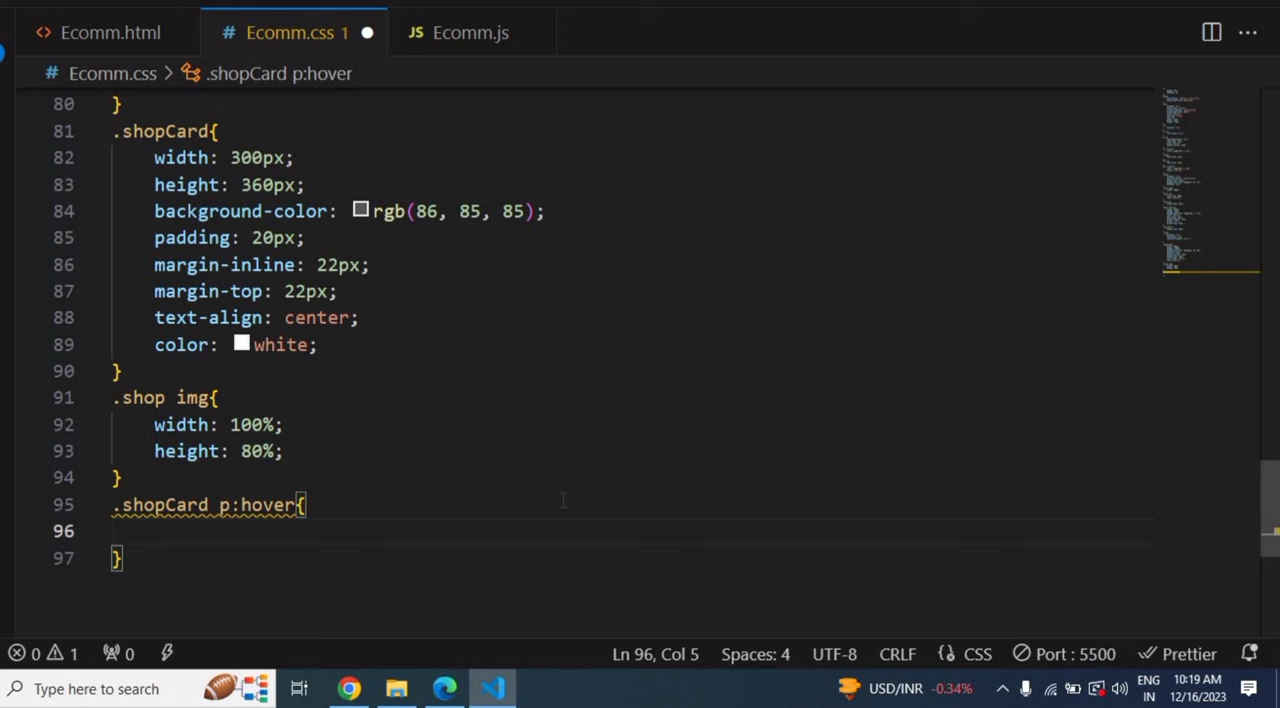 Ecomm.html
Ecomm.css 1
JS Ecomm.js
# Ecomm.css > .shopCard p:hover
80 }
81 .shopCard{
82 width: 300px;
83 height: 360px;
84 background-color: rgb(86, 85, 85);
85 padding: 20px;
86 margin-inline: 22px;
87 margin-top: 22px;
88 text-align: center;
89 color: white;
90 }
91 .shop img{
92 width: 100%;
93 height: 80%;
94 }
95 .shopCard p:hover{
96
97 }
0 1 0 Ln 96, Col 5 Spaces: 4 UTF-8 CRLF {} CSS Port : 5500 Prettier
Type here to search USD/INR -0.34% ENG 10:19 AM
IN 12/16/2023